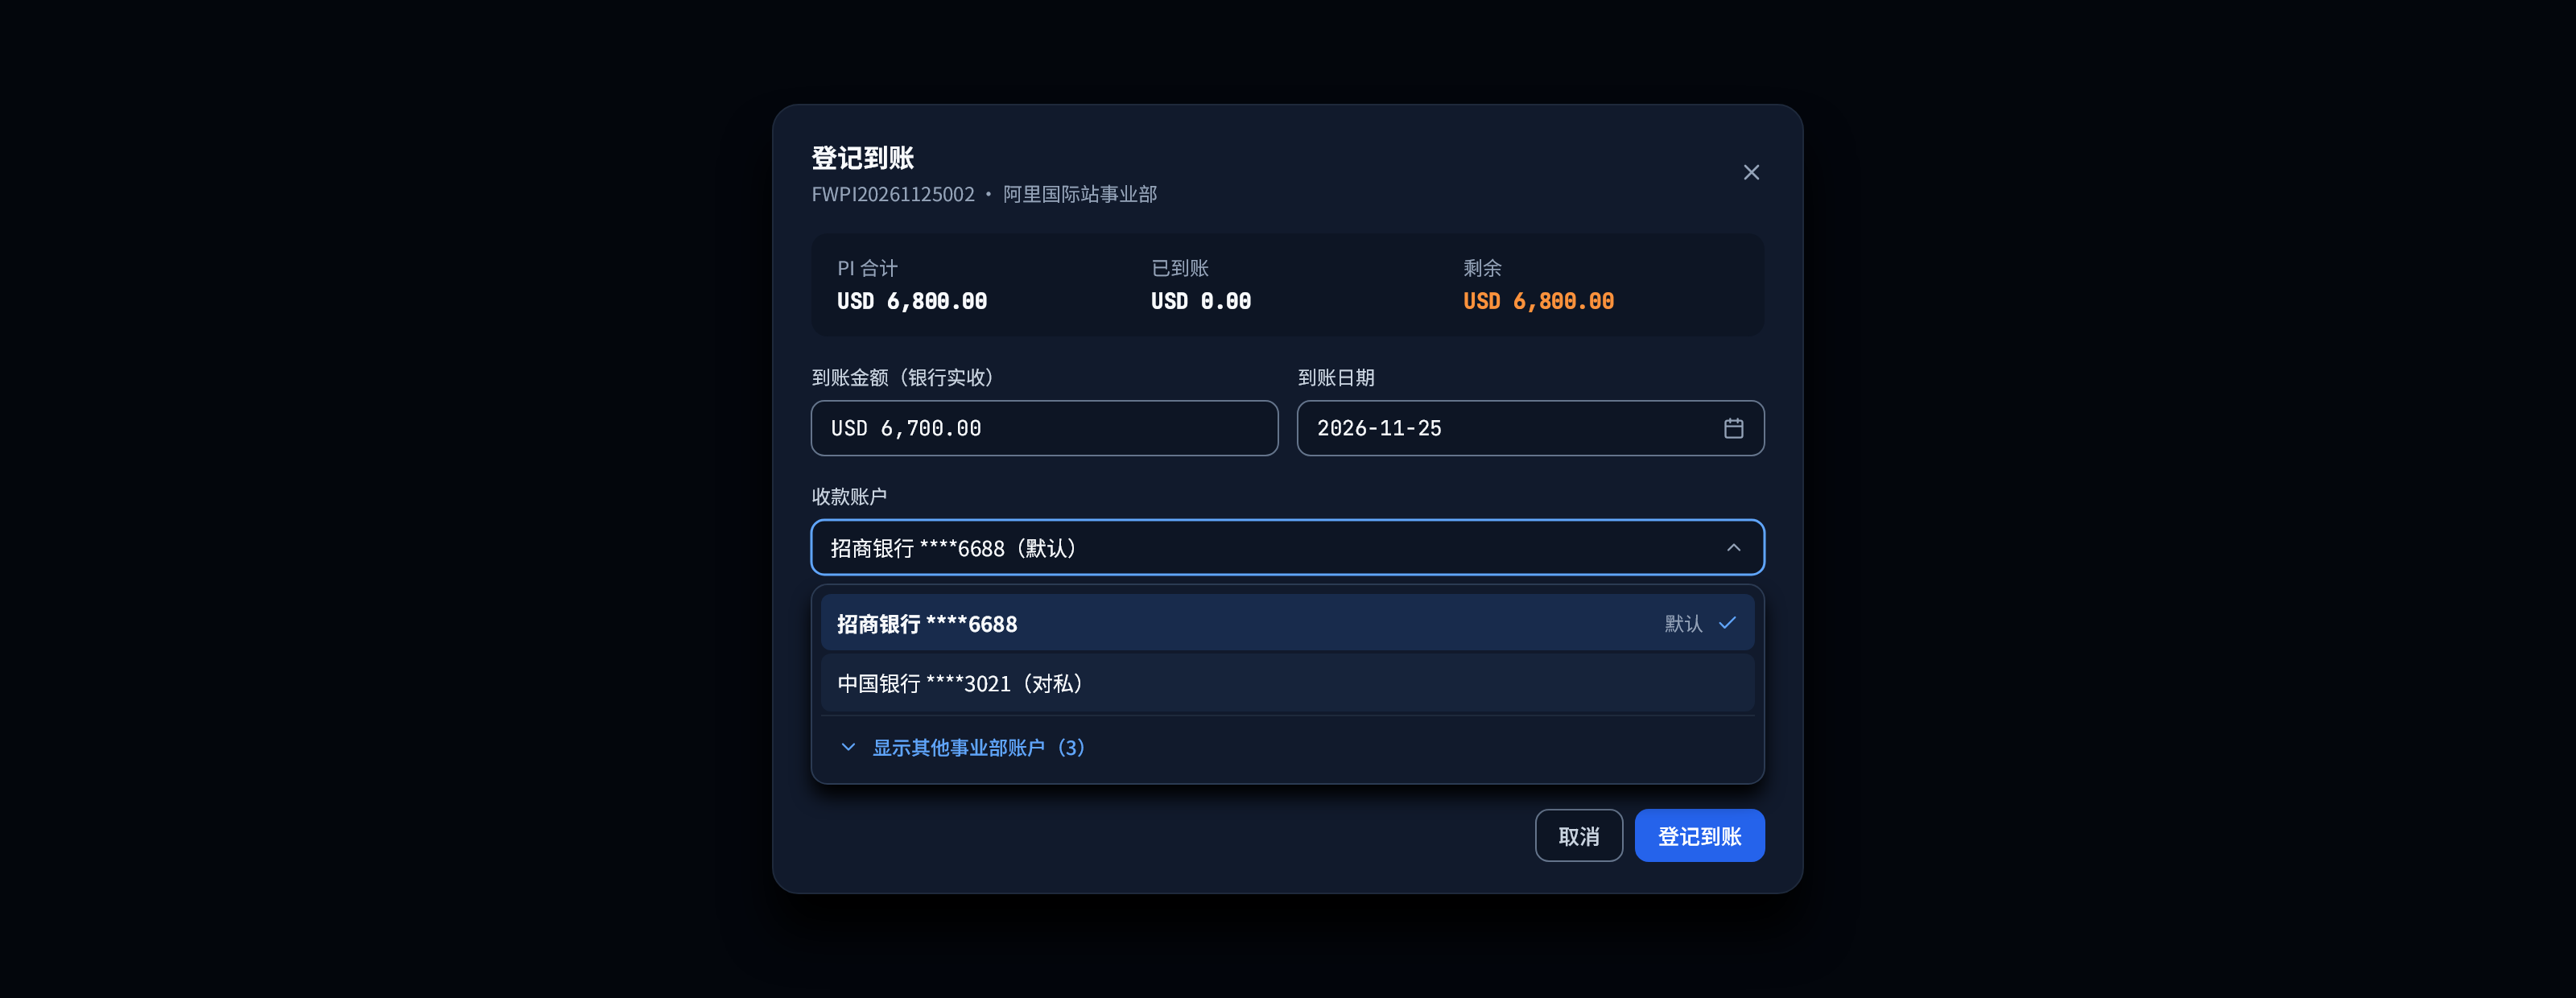 登记到账
FWPI20261125002 • 阿里国际站事业部
PI 合计 已到账 剩余
USD 6,800.00 USD 0.00 USD 6,800.00
到账金额（银行实收） 到账日期
USD 6,700.00 2026-11-25
收款账户
招商银行 ****6688（默认）
招商银行 ****6688 默认
中国银行 ****3021（对私）
显示其他事业部账户（3）
取消 登记到账